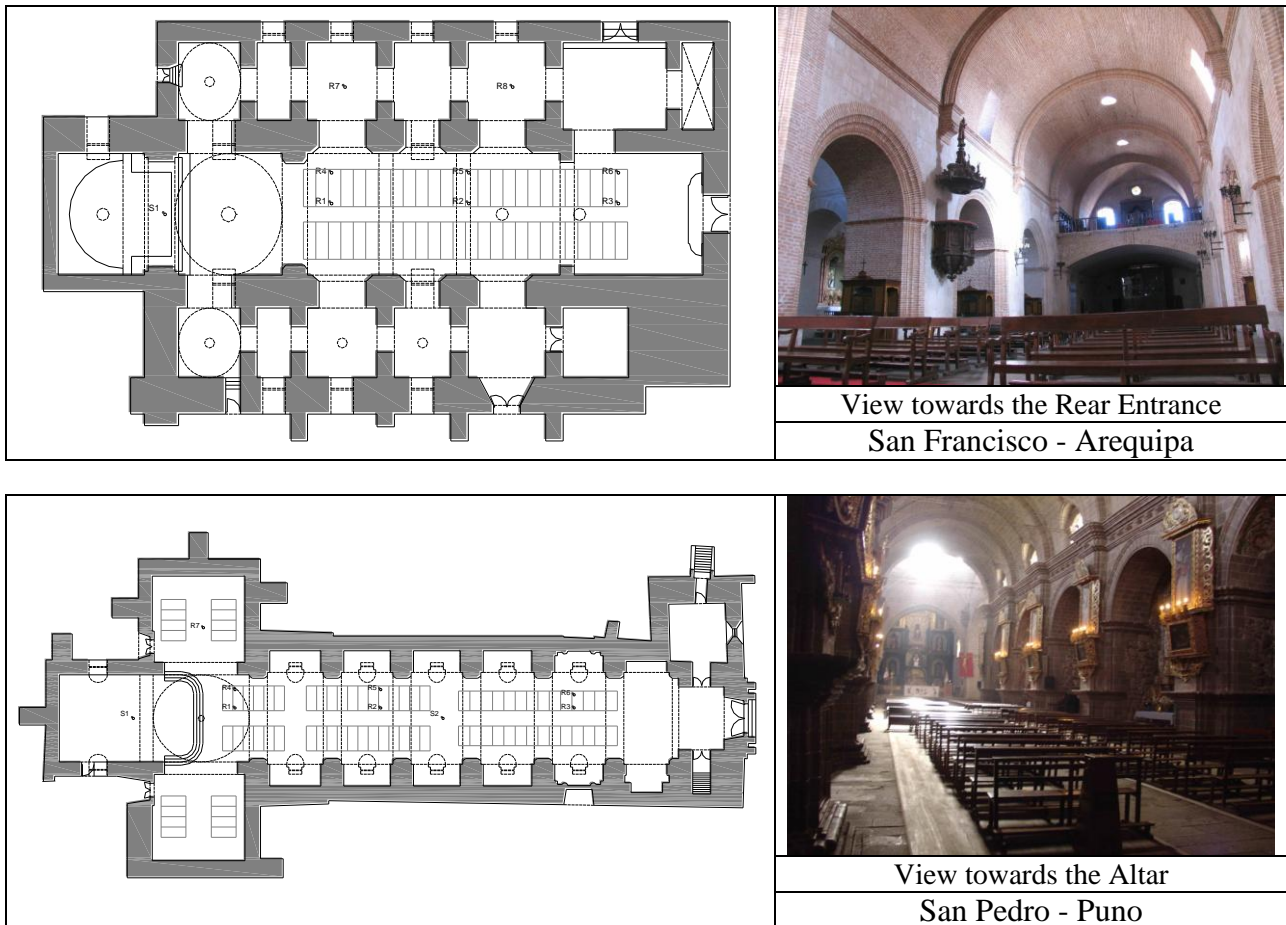 R7
R8
R4
R5
R6
S1
R1
R2
R3
View towards the Rear Entrance
San Francisco - Arequipa
R7
R4
R5
R6
S1
R1
R2
S2
R3
View towards the Altar
San Pedro - Puno